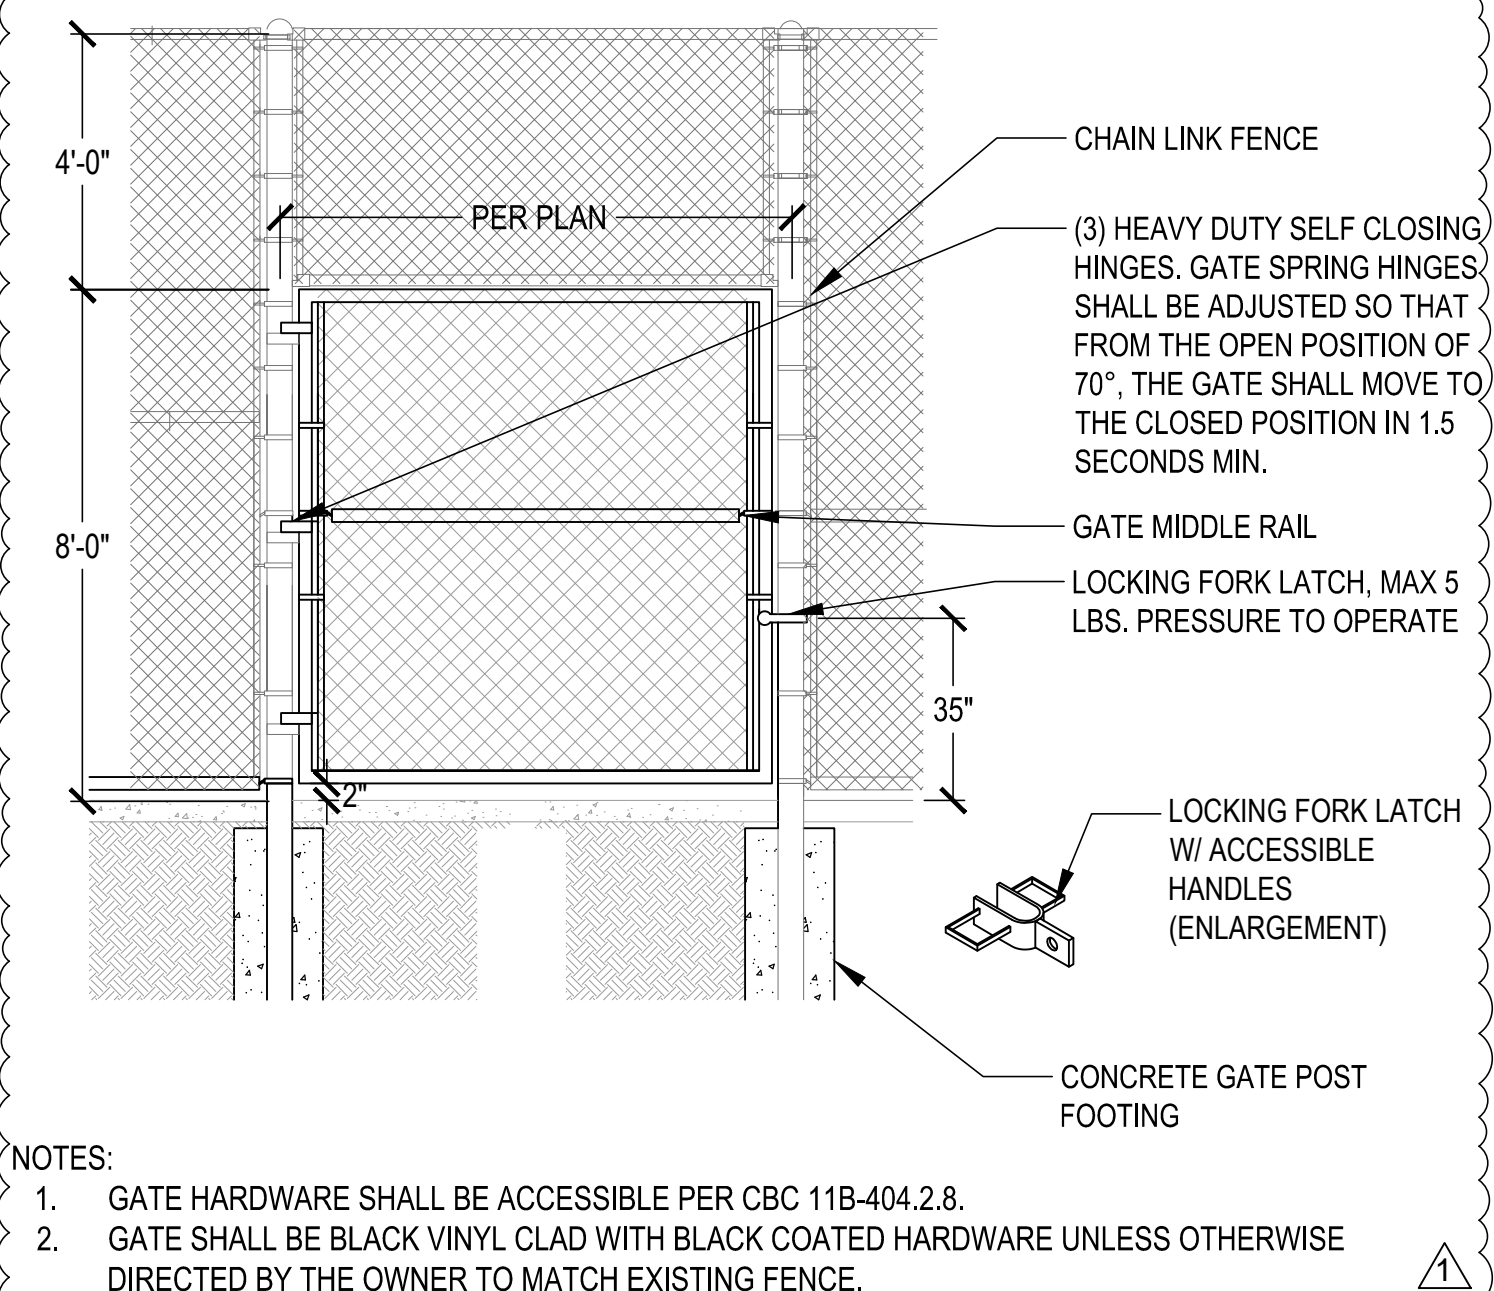 4'-0"
PER PLAN
8'-0"
2"
35"
CHAIN LINK FENCE
(3) HEAVY DUTY SELF CLOSING
HINGES. GATE SPRING HINGES
SHALL BE ADJUSTED SO THAT
FROM THE OPEN POSITION OF
70°, THE GATE SHALL MOVE TO
THE CLOSED POSITION IN 1.5
SECONDS MIN.
GATE MIDDLE RAIL
LOCKING FORK LATCH, MAX 5
LBS. PRESSURE TO OPERATE
LOCKING FORK LATCH
W/ ACCESSIBLE
HANDLES
(ENLARGEMENT)
CONCRETE GATE POST
FOOTING
NOTES:
1. GATE HARDWARE SHALL BE ACCESSIBLE PER CBC 11B-404.2.8.
2. GATE SHALL BE BLACK VINYL CLAD WITH BLACK COATED HARDWARE UNLESS OTHERWISE
DIRECTED BY THE OWNER TO MATCH EXISTING FENCE.
1